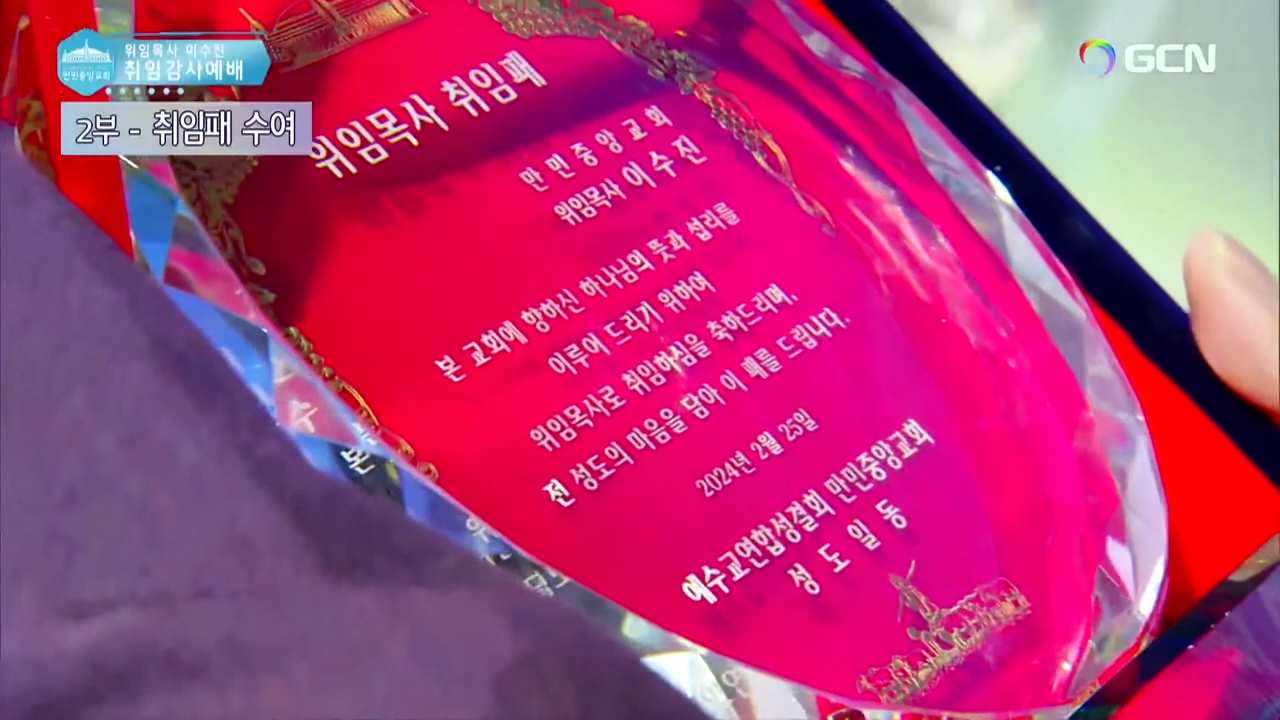 위임목사 이수진
취임감사예배
만민중앙교회
2부 - 취임패 수여
GCN
위임목사 취임패
만민중앙교회
위임목사 이수진
본 교회에 향하신 하나님의 뜻과 섭리를
이루어 드리기 위하여
위임목사로 취임하심을 축하드리며,
전 성도의 마음을 담아 이 패를 드립니다.
2024년 2월 25일
예수교연합성결회 만민중앙교회
성도일동